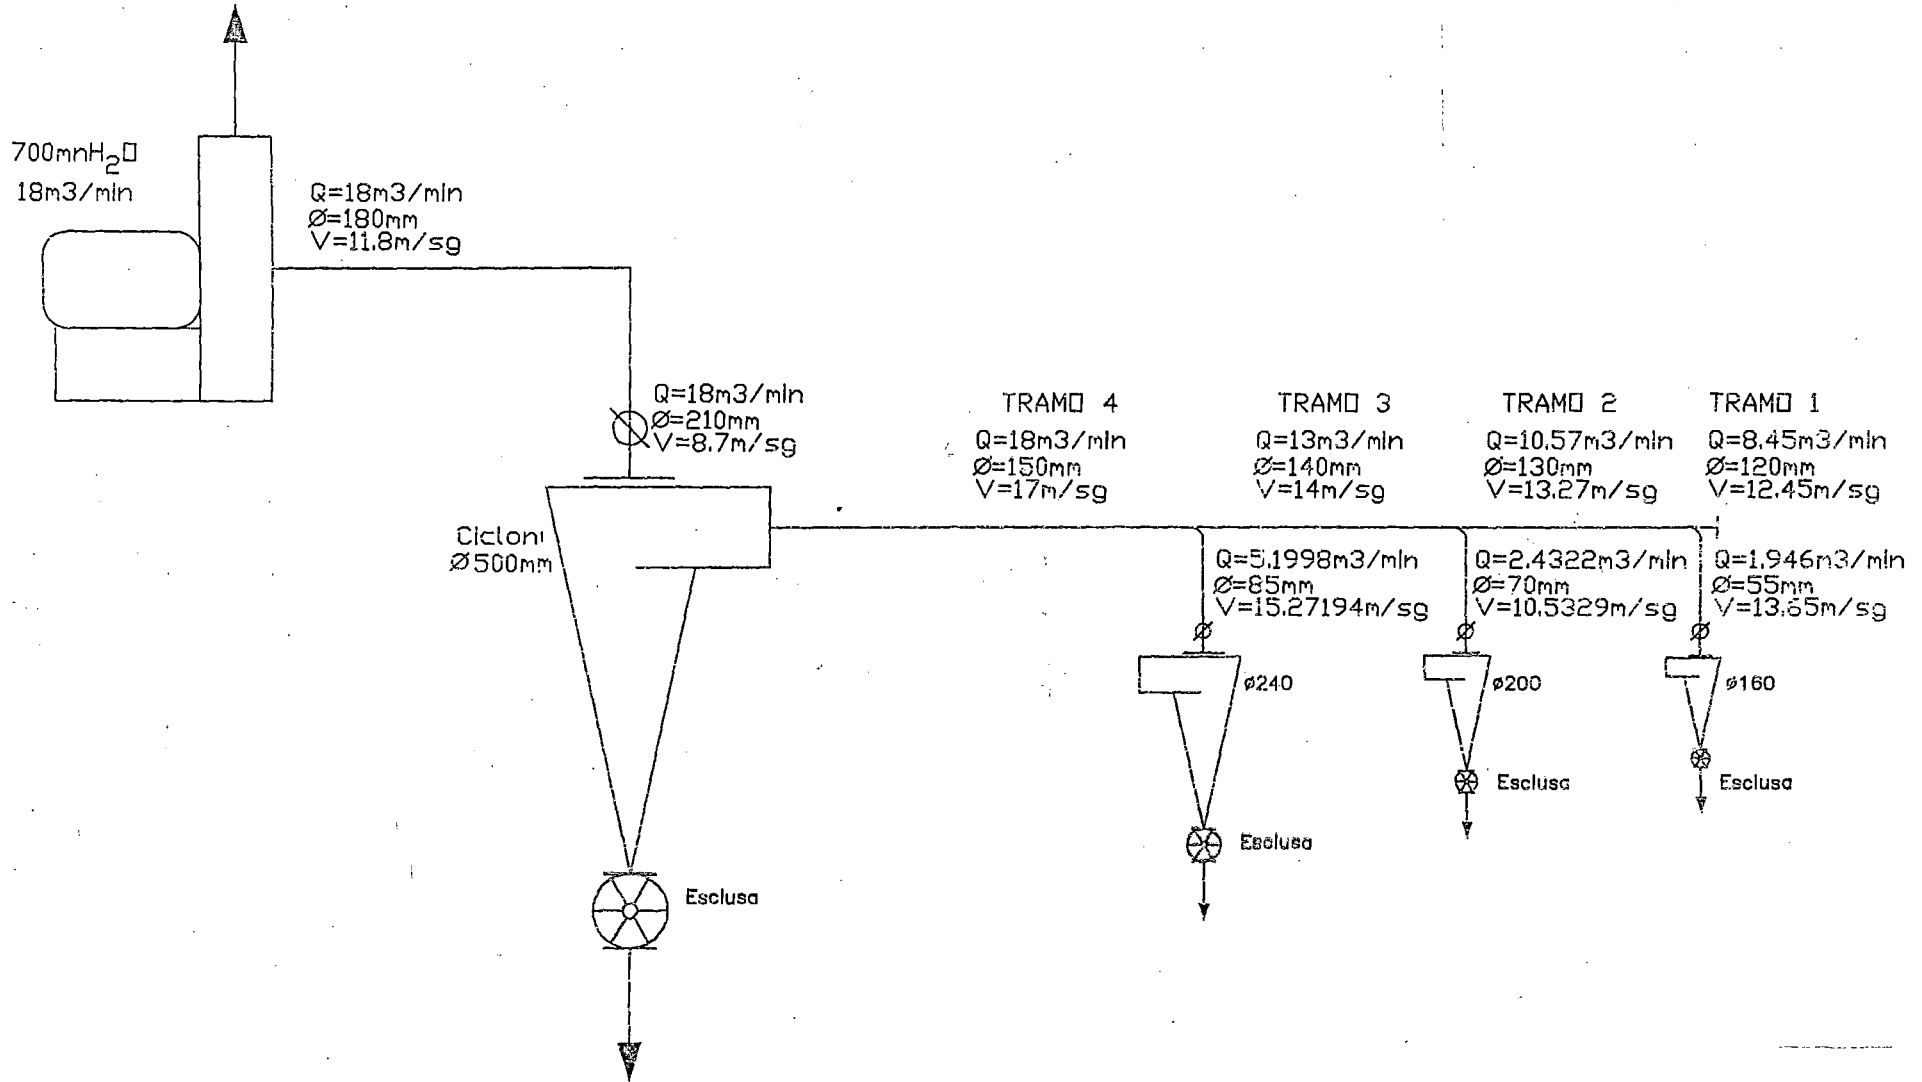 700mmH2O
18m3/min
Q=18m3/min
Ø=180mm
V=11.8m/sg
Q=18m3/min
Ø=210mm
V=8.7m/sg
Ciclon
Ø500mm
Esclusa
TRAMO 4
Q=18m3/min
Ø=150mm
V=17m/sg
TRAMO 3
Q=13m3/min
Ø=140mm
V=14m/sg
TRAMO 2
Q=10.57m3/min
Ø=130mm
V=13.27m/sg
TRAMO 1
Q=8.45m3/min
Ø=120mm
V=12.45m/sg
Q=5.1998m3/min
Ø=85mm
V=15.27194m/sg
ø240
Esclusa
Q=2.4322m3/min
Ø=70mm
V=10.5329m/sg
ø200
Esclusa
Q=1.946m3/min
Ø=55mm
V=13.65m/sg
ø160
Esclusa